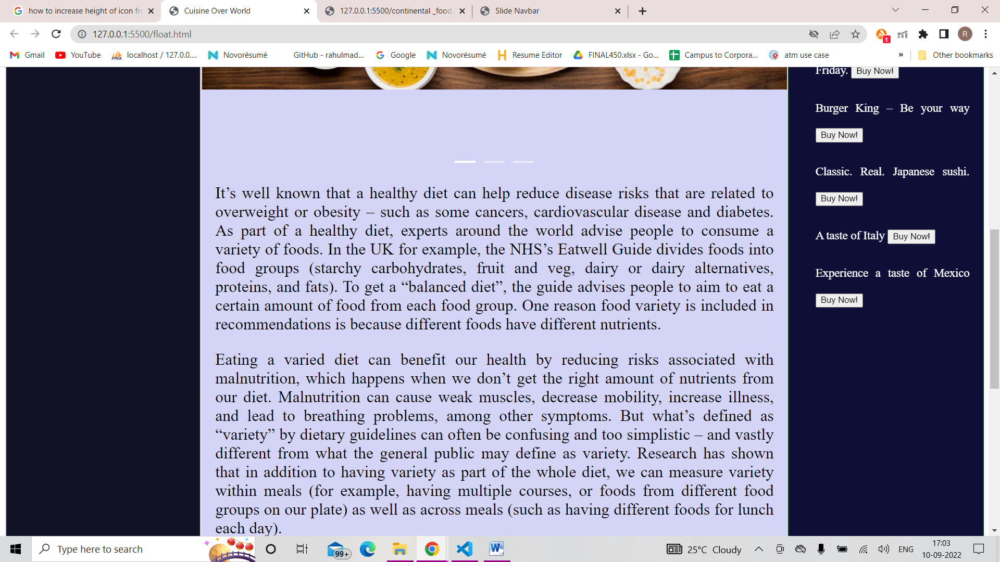 how to increase height of icon fr
Cuisine Over World
127.0.0.1:5500/continental _food
Slide Navbar
127.0.0.1:5500/float.html
1
R
Gmail
YouTube
localhost / 127.0.0....
Novorésumé
GitHub - rahulmad...
Google
Novorésumé
Resume Editor
FINAL450.xlsx - Go...
Campus to Corpora...
atm use case
»
Other bookmarks
It’s well known that a healthy diet can help reduce disease risks that are related to
overweight or obesity – such as some cancers, cardiovascular disease and diabetes.
As part of a healthy diet, experts around the world advise people to consume a
variety of foods. In the UK for example, the NHS’s Eatwell Guide divides foods into
food groups (starchy carbohydrates, fruit and veg, dairy or dairy alternatives,
proteins, and fats). To get a “balanced diet”, the guide advises people to aim to eat a
certain amount of food from each food group. One reason food variety is included in
recommendations is because different foods have different nutrients.
Eating a varied diet can benefit our health by reducing risks associated with
malnutrition, which happens when we don’t get the right amount of nutrients from
our diet. Malnutrition can cause weak muscles, decrease mobility, increase illness,
and lead to breathing problems, among other symptoms. But what’s defined as
“variety” by dietary guidelines can often be confusing and too simplistic – and vastly
different from what the general public may define as variety. Research has shown
that in addition to having variety as part of the whole diet, we can measure variety
within meals (for example, having multiple courses, or foods from different food
groups on our plate) as well as across meals (such as having different foods for lunch
each day).
Friday. Buy Now!
Burger King – Be your way
Buy Now!
Classic. Real. Japanese sushi.
Buy Now!
A taste of Italy Buy Now!
Experience a taste of Mexico
Buy Now!
Type here to search
99+
25°C Cloudy
ENG
17:03
10-09-2022